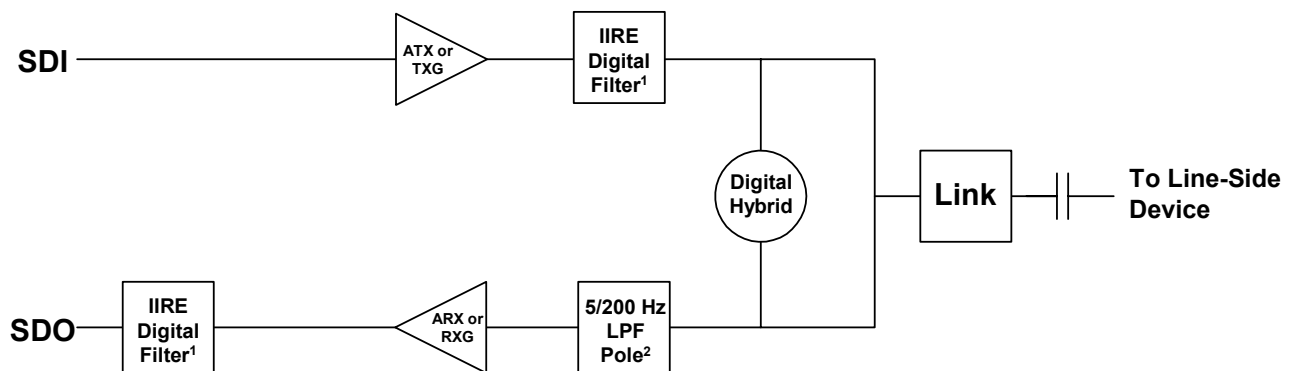 SDI
ATX or
TXG
IIRE
Digital
Filter¹
Digital
Hybrid
Link
To Line-Side
Device
SDO
IIRE
Digital
Filter¹
ARX or
RXG
5/200 Hz
LPF
Pole²